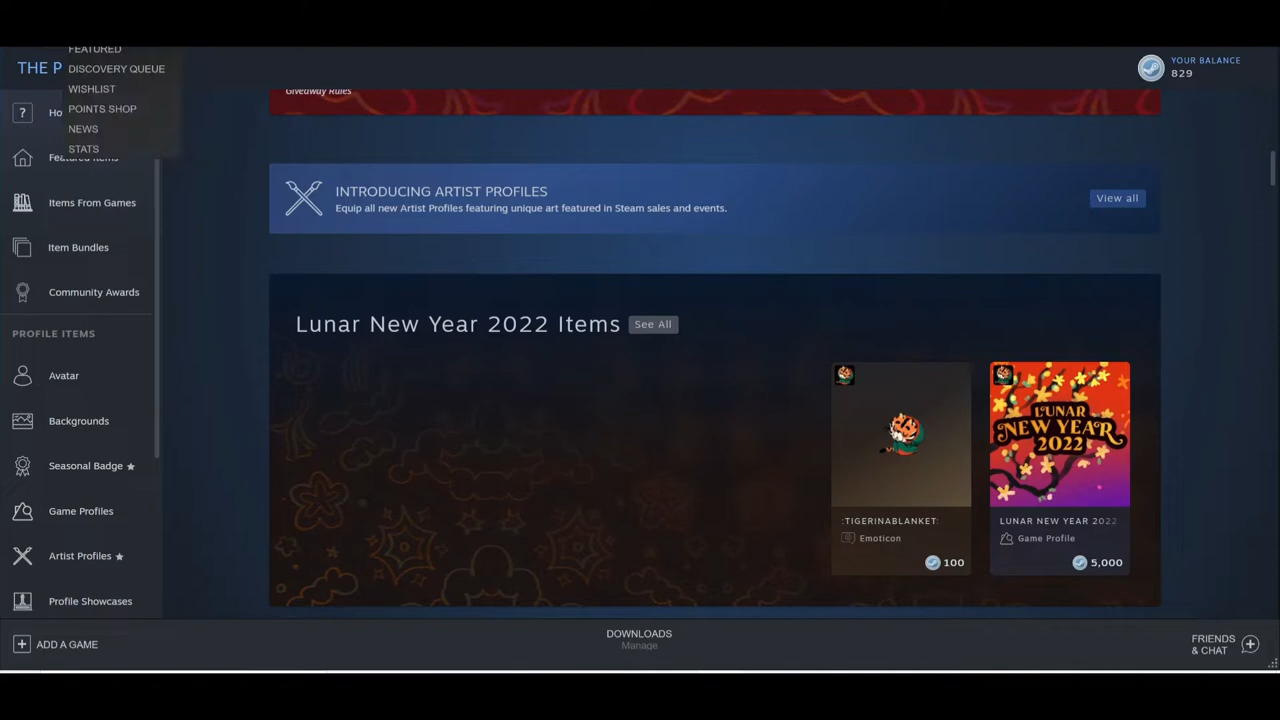 FEATURED
THE P
DISCOVERY QUEUE
WISHLIST
POINTS SHOP
NEWS
STATS
YOUR BALANCE
829
? Ho
Featured Items
Items From Games
Item Bundles
Community Awards
PROFILE ITEMS
Avatar
Backgrounds
Seasonal Badge
Game Profiles
Artist Profiles
Profile Showcases
Giveaway Rules
INTRODUCING ARTIST PROFILES
Equip all new Artist Profiles featuring unique art featured in Steam sales and events.
View all
Lunar New Year 2022 Items See All
:TIGERINABLANKET:
Emoticon
100
LUNAR
NEW YEAR
2022
LUNAR NEW YEAR 2022
Game Profile
5,000
ADD A GAME
DOWNLOADS
Manage
FRIENDS
& CHAT